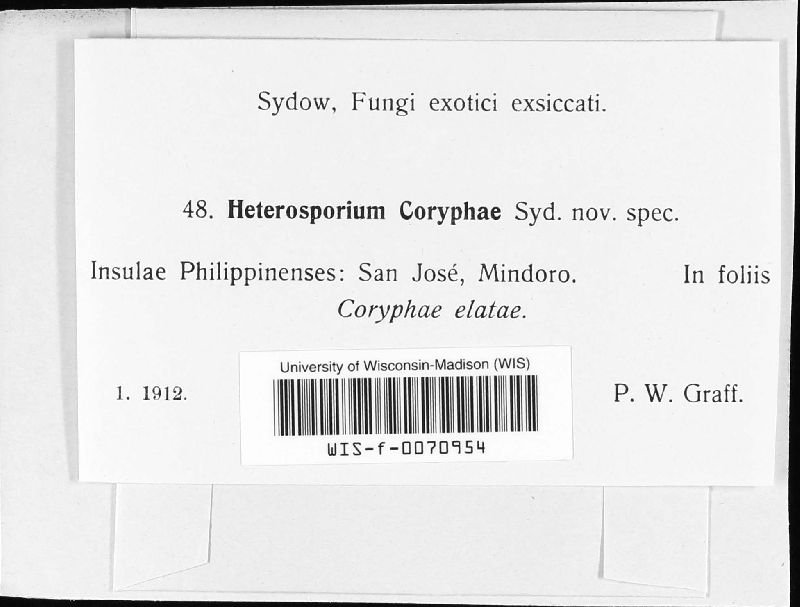 Sydow, Fungi exotici exsiccati.
48. Heterosporium Coryphae Syd. nov. spec.
Insulae Philippinenses: San José, Mindoro. In foliis
Coryphae elatae.
1. 1912. P. W. Graff.
University of Wisconsin-Madison (WIS)
WIS-f-0070954